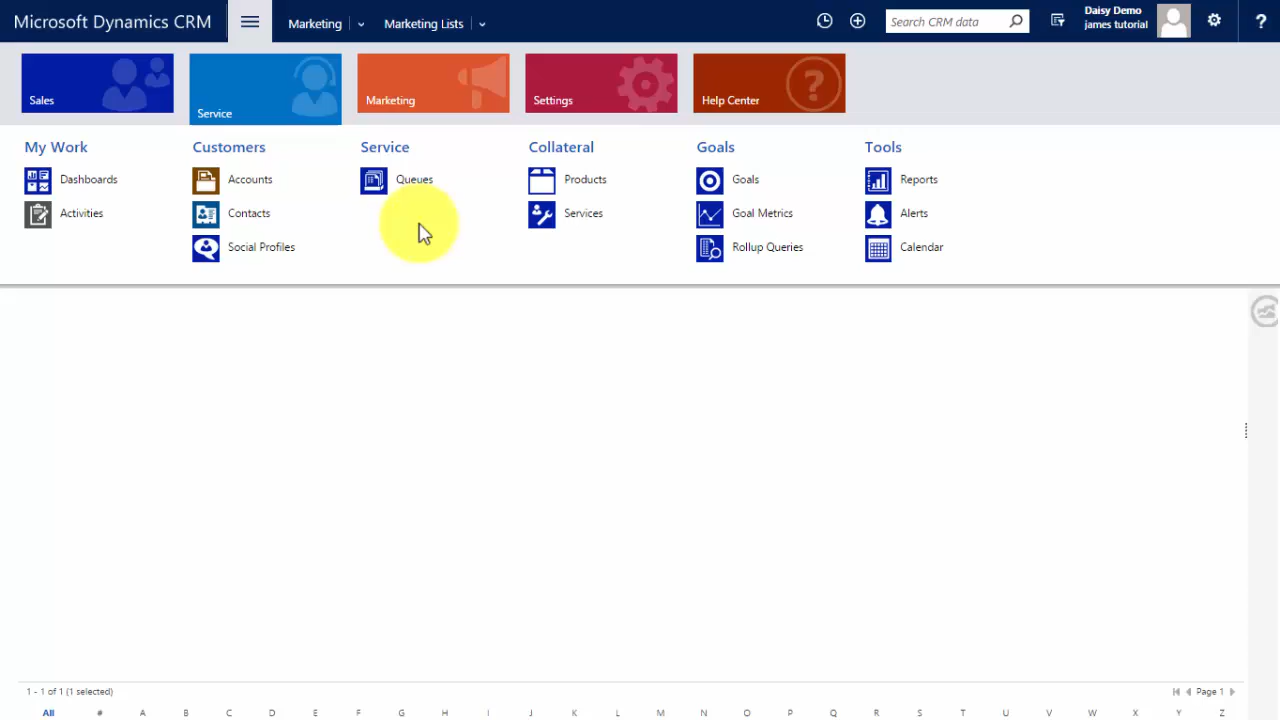 Microsoft Dynamics CRM Marketing Marketing Lists Search CRM data Daisy Demo ?
james tutorial
Sales Service Marketing Settings Help Center ?
My Work Customers Service Collateral Goals Tools
Dashboards Accounts Queues Products Goals Reports
Activities Contacts Services Goal Metrics Alerts
Social Profiles Rollup Queries Calendar
1 - 1 of 1 (1 selected) Page 1
All # A B C D E F G H I J K L M N O P Q R S T U V W X Y Z